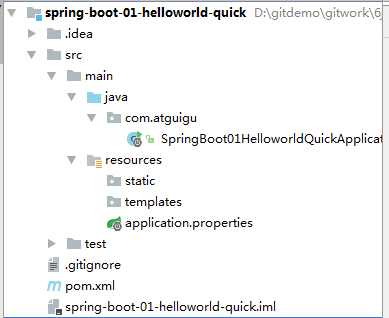 spring-boot-01-helloworld-quick D:\gitdemo\gitwork\6
.idea
src
main
java
com.atguigu
SpringBoot01HelloworldQuickApplicat
resources
static
templates
application.properties
test
.gitignore
pom.xml
spring-boot-01-helloworld-quick.iml